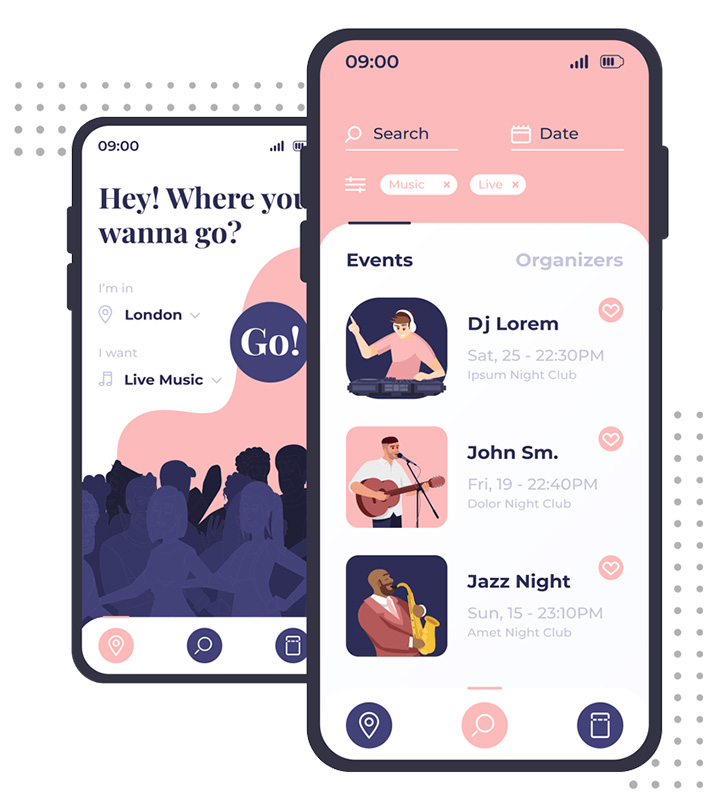 09:00
Hey! Where you
wanna go?
I'm in
London
I want
Live Music
Go!
09:00
Search
Date
Music ×
Live ×
Events
Organizers
Dj Lorem
Sat, 25 - 22:30PM
Ipsum Night Club
John Sm.
Fri, 19 - 22:40PM
Dolor Night Club
Jazz Night
Sun, 15 - 23:10PM
Amet Night Club